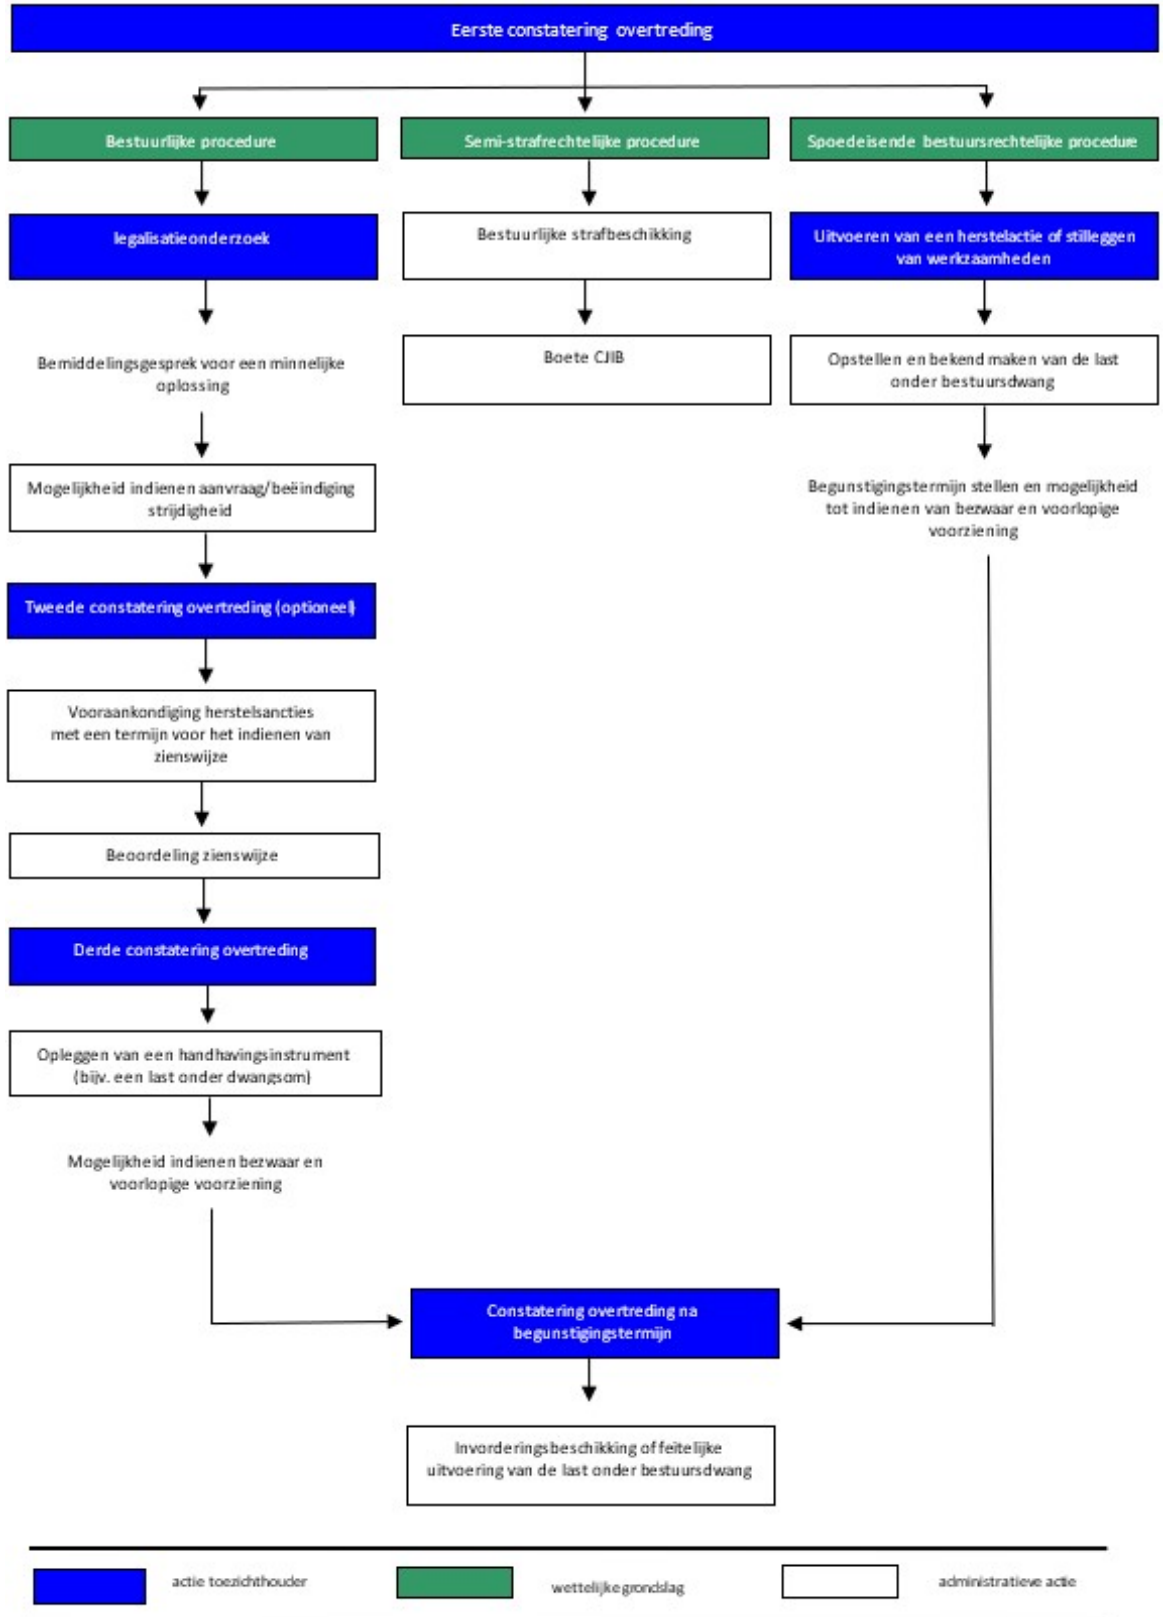 Eerste constatering overtreding
Bestuurlijke procedure
Semi-strafrechtelijke procedure
Spoedeisende bestuursrechtelijke procedure
legalisatieonderzoek
Bestuurlijke strafbeschikking
Uitvoeren van een herstelactie of stilleggen
van werkzaamheden
Bemiddelingsgesprek voor een minnelijke
oplossing
Boete CJIB
Opstellen en bekend maken van de last
onder bestuursdwang
Mogelijkheid indienen aanvraag/beëindiging
strijdigheid
Begunstigingstermijn stellen en mogelijkheid
tot indienen van bezwaar en voorlopige
voorziening
Tweede constatering overtreding (optioneel)
Vooraankondiging herstelsancties
met een termijn voor het indienen van
zienswijze
Beoordeling zienswijze
Derde constatering overtreding
Opleggen van een handhavingsinstrument
(bijv. een last onder dwangsom)
Mogelijkheid indienen bezwaar en
voorlopige voorziening
Constatering overtreding na
begunstigingstermijn
Invorderingsbeschikking of feitelijke
uitvoering van de last onder bestuursdwang
actie toezichthouder
wettelijke grondslag
administratieve actie